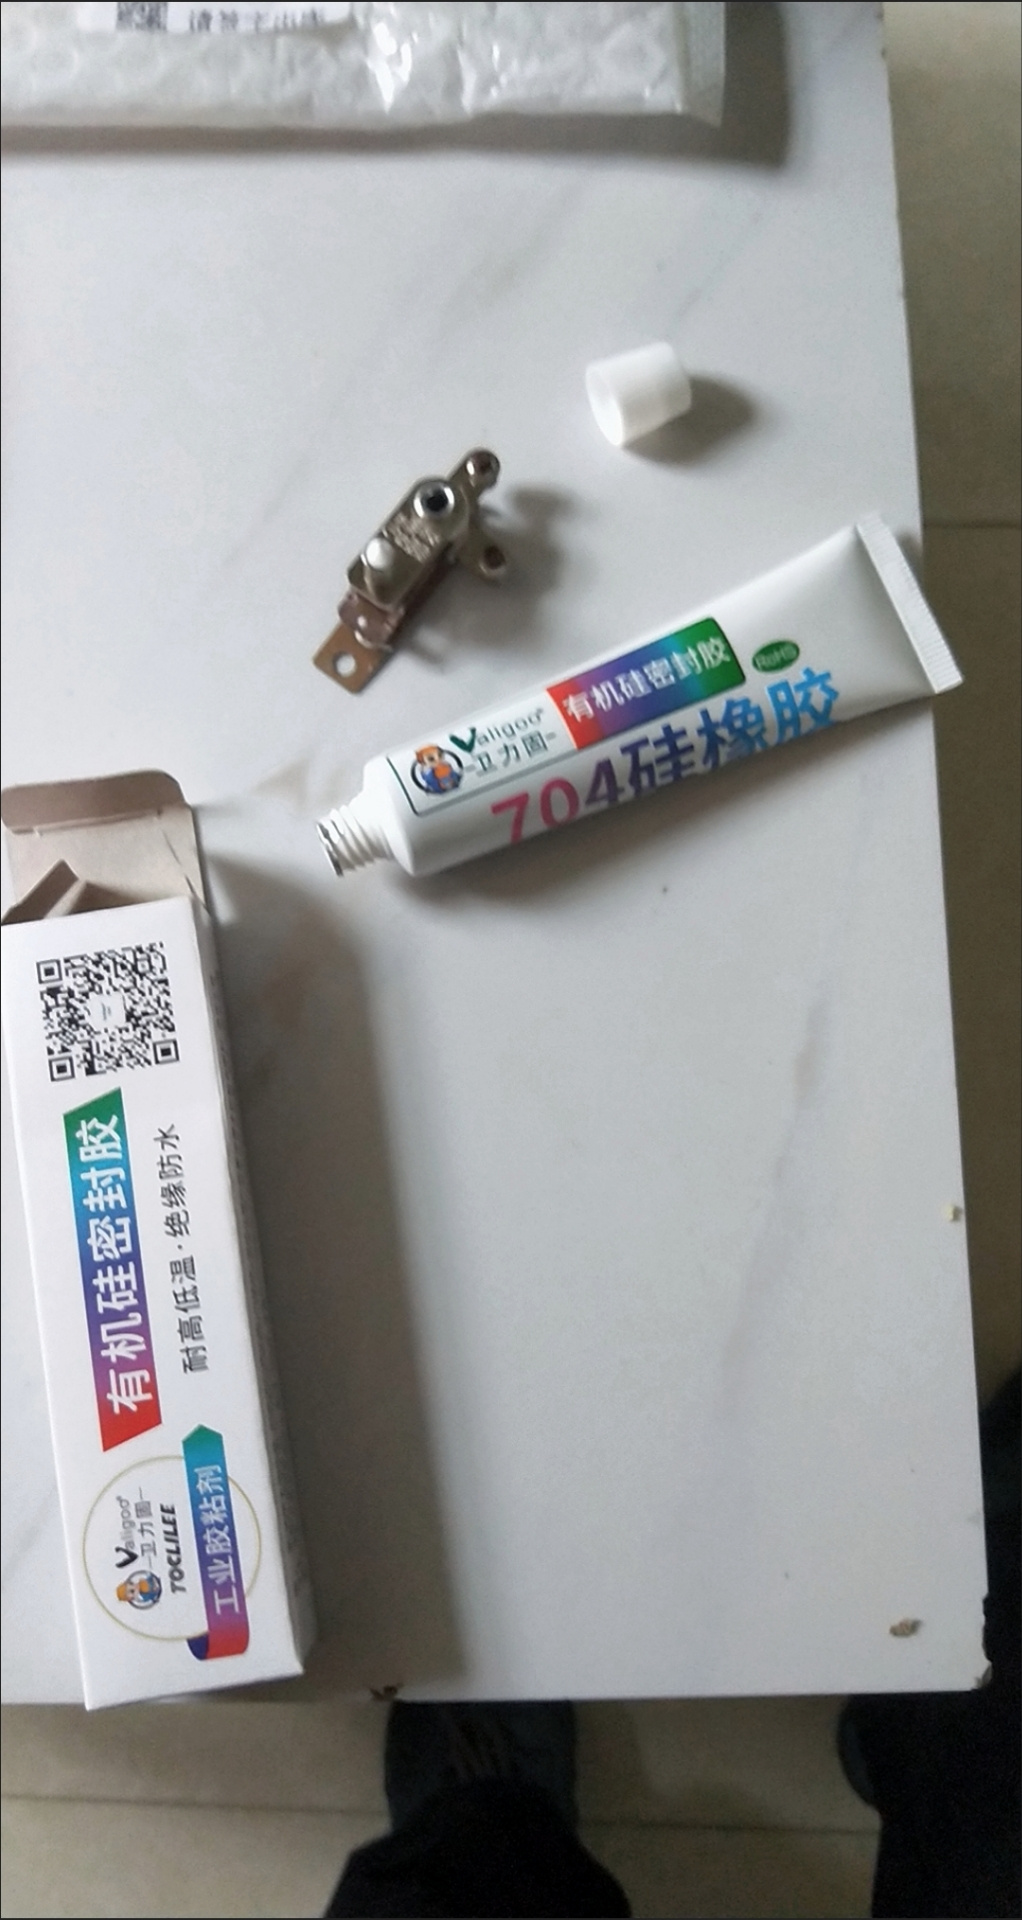 Valigoo
卫力固
有机硅密封胶
RoHS
704硅橡胶
有机硅密封胶
耐高低温·绝缘防水
Valigoo
卫力固
TOCLILEE
工业胶粘剂